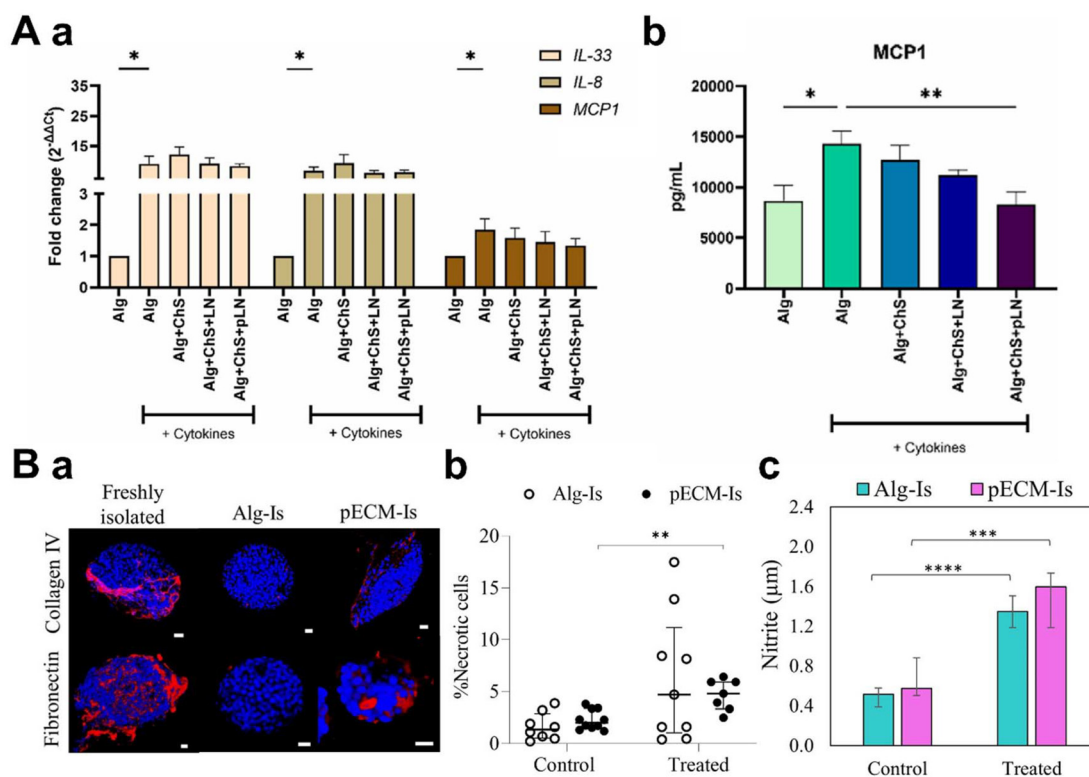 A a
Fold change (2^-ΔΔCt)
35
25
15
4
3
2
1
0
*
*
*
IL-33
IL-8
MCP1
Alg
Alg
Alg+ChS
Alg+ChS+LN
Alg+ChS+pLN
Alg
Alg
Alg+ChS
Alg+ChS+LN
Alg+ChS+pLN
Alg
Alg
Alg+ChS
Alg+ChS+LN
Alg+ChS+pLN
+ Cytokines
+ Cytokines
+ Cytokines
b
MCP1
pg/mL
20000
15000
10000
5000
0
*
**
Alg
Alg
Alg+ChS
Alg+ChS+LN
Alg+ChS+pLN
+ Cytokines
B a
Freshly
isolated
Alg-Is
pECM-Is
Collagen IV
Fibronectin
b
Alg-Is
pECM-Is
%Necrotic cells
20
15
10
5
0
**
Control
Treated
c
Alg-Is
pECM-Is
Nitrite (μm)
2.4
1.8
1.2
0.6
0.0
****
***
Control
Treated